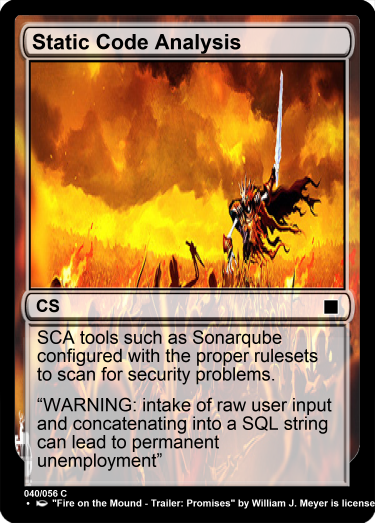 Static Code Analysis
CS
SCA tools such as Sonarqube
configured with the proper rulesets
to scan for security problems.
“WARNING: intake of raw user input
and concatenating into a SQL string
can lead to permanent
unemployment”
040/056 C
• "Fire on the Mound - Trailer: Promises" by William J. Meyer is license